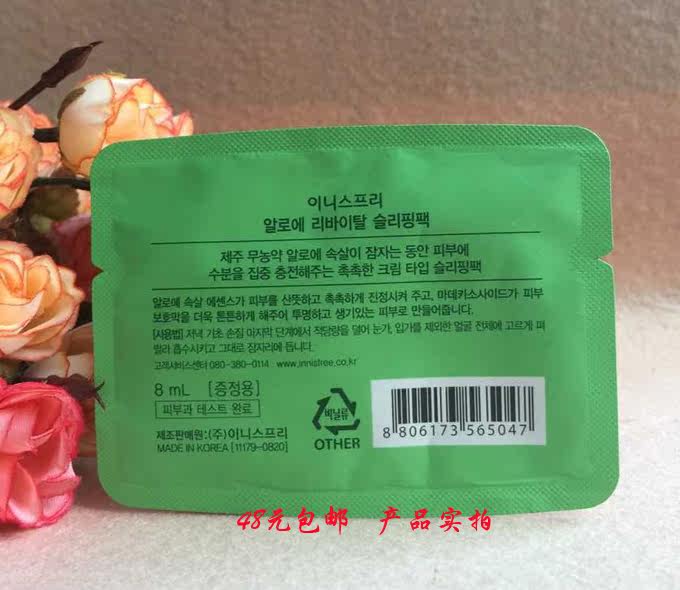 이니스프리
알로에 리바이탈 슬리핑팩
제주 무농약 알로에 속살이 잠자는 동안 피부에
수분을 집중 충전해주는 촉촉한 크림 타입 슬리핑팩
알로에 속살 에센스가 피부를 산뜻하고 촉촉하게 진정시켜 주고, 마데카소사이드가 피부
보호막을 더욱 튼튼하게 해주어 투명하고 생기있는 피부로 만들어줍니다.
[사용법] 저녁 기초 손질 마지막 단계에서 적당량을 덜어 눈가, 입가를 제외한 얼굴 전체에 고르게 펴
발라 흡수시키고 그대로 잠자리에 듭니다.
고객서비스센터 080-380-0114 www.innisfree.co.kr
8 mL [증정용]
피부과 테스트 완료
제조판매원:(주)이니스프리
MADE IN KOREA [11179-0820]
비닐류
OTHER
8 806173 565047
48元包邮 产品实拍